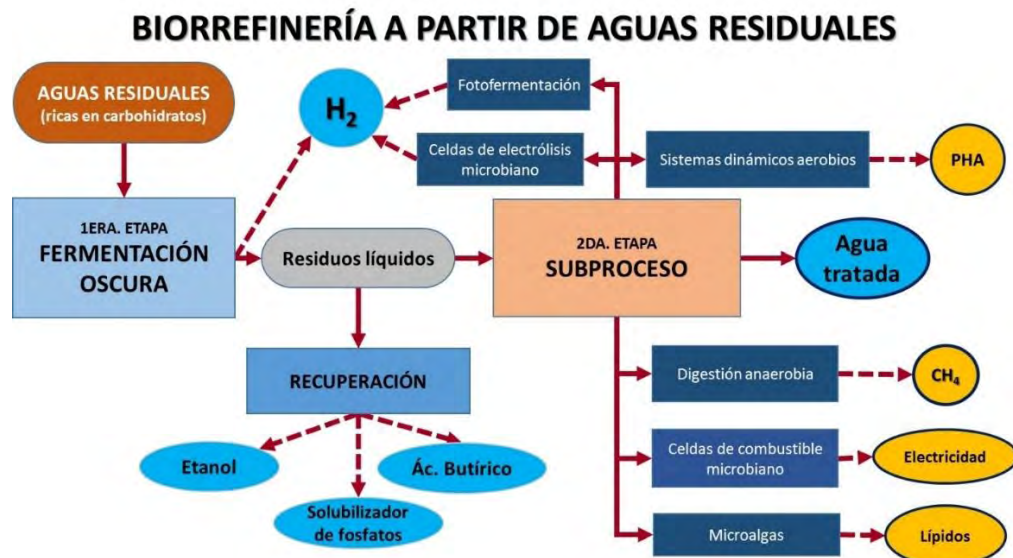 BIORREFINERÍA A PARTIR DE AGUAS RESIDUALES
AGUAS RESIDUALES
(ricas en carbohidratos)
H₂
Fotofermentación
Celdas de electrólisis
microbiano
Sistemas dinámicos aerobios
PHA
1ERA. ETAPA
FERMENTACIÓN
OSCURA
Residuos líquidos
2DA. ETAPA
SUBPROCESO
Agua
tratada
RECUPERACIÓN
Etanol
Solubilizador
de fosfatos
Ác. Butírico
Digestión anaerobia
CH₄
Celdas de combustible
microbiano
Electricidad
Microalgas
Lípidos